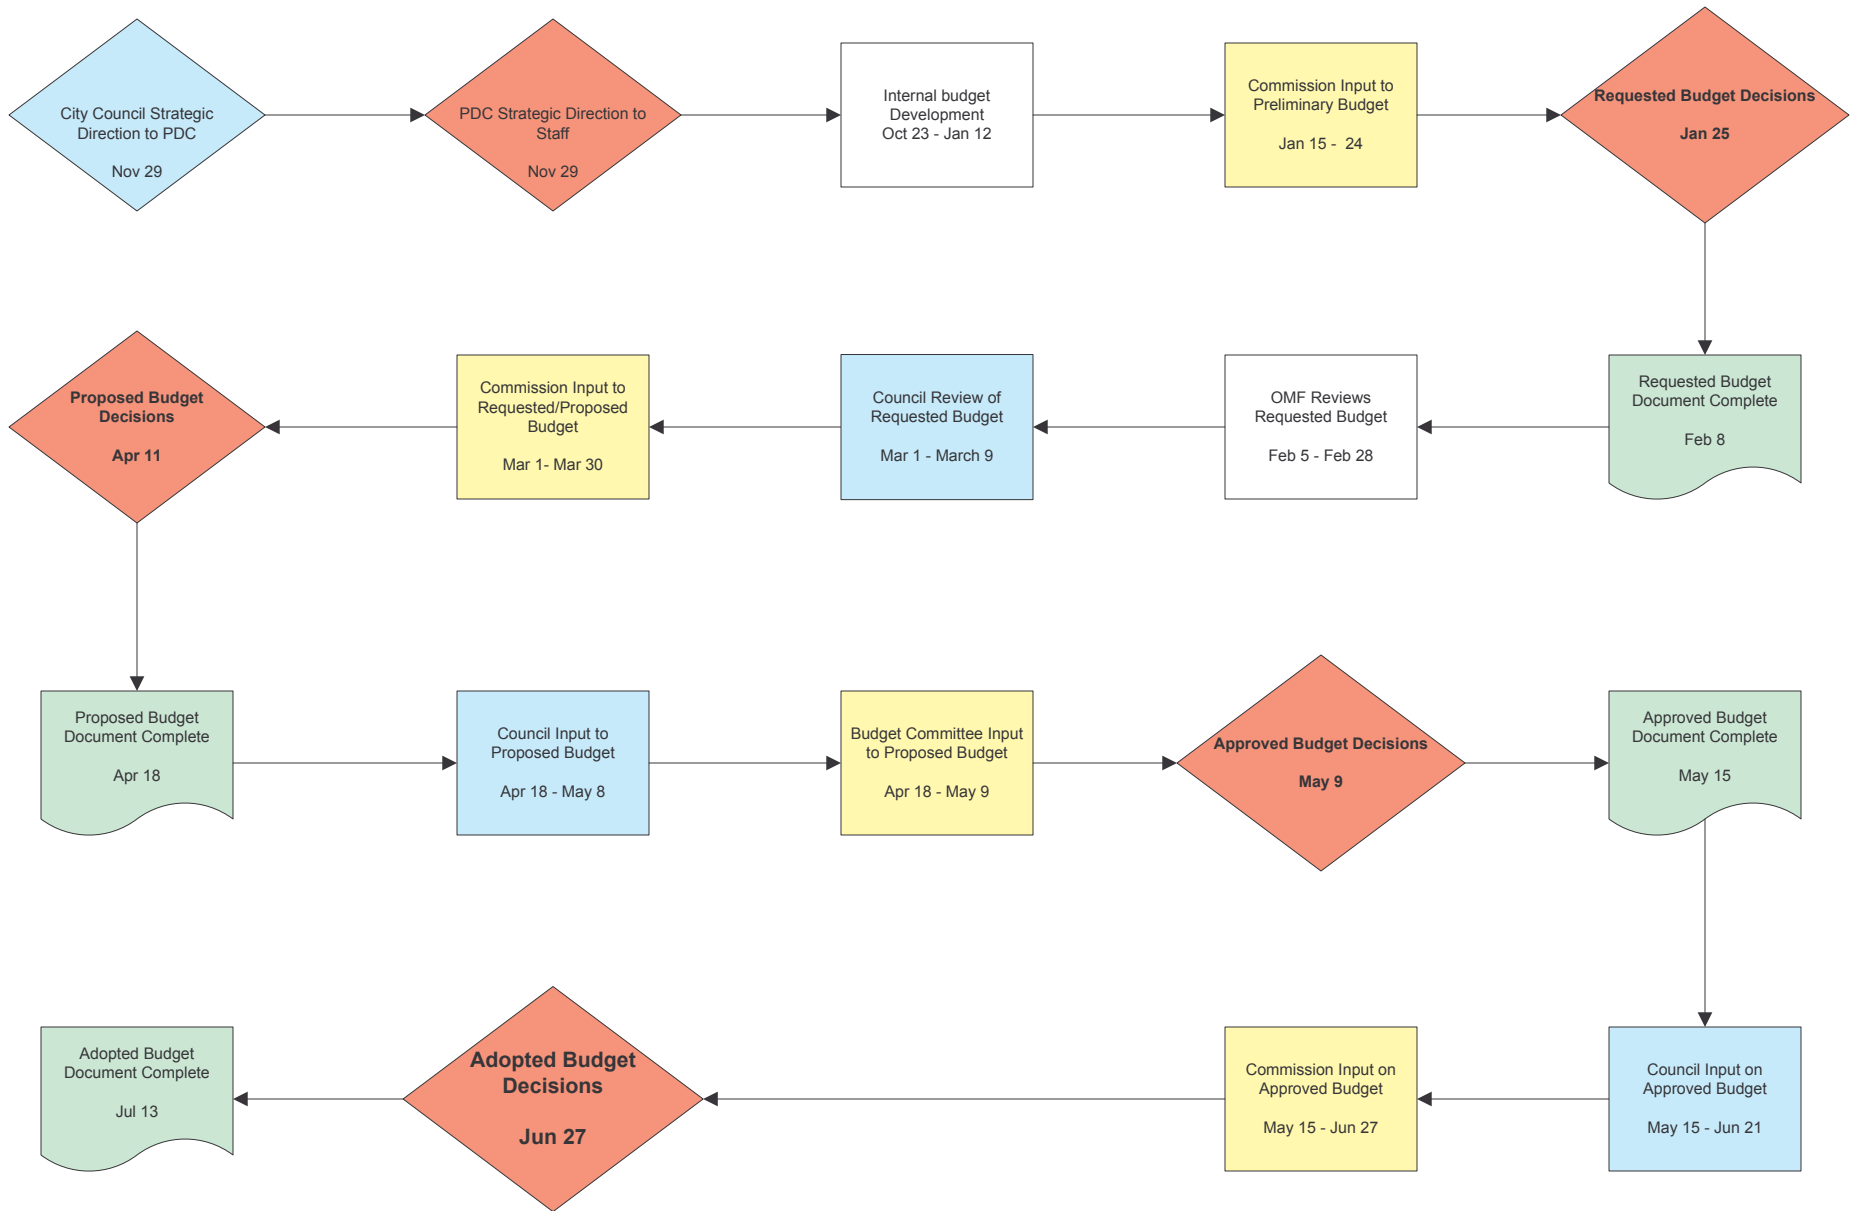 City Council Strategic
Direction to PDC
Nov 29
PDC Strategic Direction to
Staff
Nov 29
Internal budget
Development
Oct 23 - Jan 12
Commission Input to
Preliminary Budget
Jan 15 -  24
Requested Budget Decisions
Jan 25
Requested Budget
Document Complete
Feb 8
OMF Reviews
Requested Budget
Feb 5 - Feb 28
Council Review of
Requested Budget
Mar 1 - March 9
Commission Input to
Requested/Proposed
Budget
Mar 1- Mar 30
Proposed Budget
Decisions
Apr 11
Proposed Budget
Document Complete
Apr 18
Council Input to
Proposed Budget
Apr 18 - May 8
Budget Committee Input
to Proposed Budget
Apr 18 - May 9
Approved Budget Decisions
May 9
Approved Budget
Document Complete
May 15
Council Input on
Approved Budget
May 15 - Jun 21
Commission Input on
Approved Budget
May 15 - Jun 27
Adopted Budget
Decisions
Jun 27
Adopted Budget
Document Complete
Jul 13